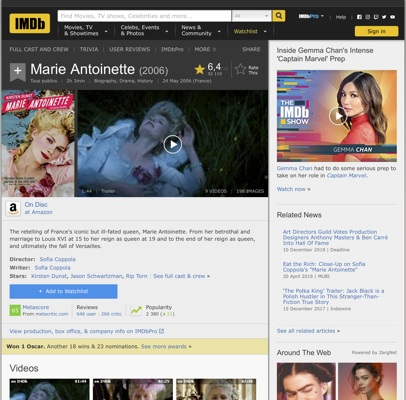 IMDb
Find Movies, TV shows, Celebrities and more...
All
IMDbPro
Help
Movies, TV & Showtimes
Celebs, Events & Photos
News & Community
Watchlist
Sign in
FULL CAST AND CREW | TRIVIA | USER REVIEWS | IMDbPro | MORE
SHARE
Marie Antoinette (2006)
6,4
Rate This
Tous publics | 2h 3min | Biography, Drama, History | 24 May 2006 (France)
KIRSTEN DUNST
MARIE ANTOINETTE
1:44 | Trailer
9 VIDEOS | 198 IMAGES
On Disc
at Amazon
The retelling of France's iconic but ill-fated queen, Marie Antoinette. From her betrothal and
marriage to Louis XVI at 15 to her reign as queen at 19 and to the end of her reign as queen,
and ultimately the fall of Versailles.
Director: Sofia Coppola
Writer: Sofia Coppola
Stars: Kirsten Dunst, Jason Schwartzman, Rip Torn | See full cast & crew »
+ Add to Watchlist
65
Metascore
From metacritic.com
Reviews
646 user | 266 critic
Popularity
2 380
View production, box office, & company info on IMDbPro
Won 1 Oscar. Another 18 wins & 23 nominations. See more awards »
Videos
Inside Gemma Chan's Intense
'Captain Marvel' Prep
THE IMDb SHOW
GEMMA CHAN
Gemma Chan had to do some serious prep to
take on her role in Captain Marvel.
Watch now »
Related News
Art Directors Guild Votes Production
Designers Anthony Masters & Ben Carré
Into Hall Of Fame
10 December 2018 | Deadline
Eat the Rich: Close-Up on Sofia
Coppola's "Marie Antoinette"
20 April 2018 | MUBI
'The Polka King' Trailer: Jack Black is a
Polish Hustler in This Stranger-Than-
Fiction True Story
15 December 2017 | Indiewire
See all related articles »
Around The Web
Powered by ZergNet